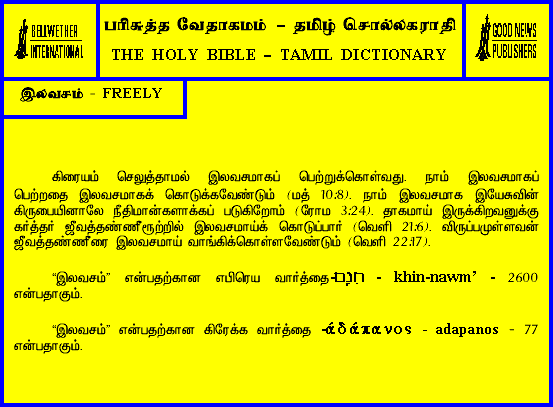 BELLWETHER
INTERNATIONAL
பரிசுத்த வேதாகமம் – தமிழ் சொல்லகராதி
THE HOLY BIBLE – TAMIL DICTIONARY
GOOD NEWS
PUBLISHERS
இலவசம் - FREELY
கிரையம் செலுத்தாமல் இலவசமாகப் பெற்றுக்கொள்வது. நாம் இலவசமாகப்
பெற்றதை இலவசமாகக் கொடுக்கவேண்டும் (மத் 10:8). நாம் இலவசமாக இயேசுவின்
கிருபையினாலே நீதிமான்களாக்கப் படுகிறோம் (ரோம 3:24). தாகமாய் இருக்கிறவனுக்கு
கர்த்தர் ஜீவத்தண்ணீரூற்றில் இலவசமாய்க் கொடுப்பார் (வெளி 21:6). விருப்பமுள்ளவன்
ஜீவத்தண்ணீரை இலவசமாய் வாங்கிக்கொள்ளவேண்டும் (வெளி 22:17).
“இலவசம்” என்பதற்கான எபிரெய வார்த்தை-חִנָּם - khin-nawm’ - 2600
என்பதாகும்.
“இலவசம்” என்பதற்கான கிரேக்க வார்த்தை -άδάπανος - adapanos - 77
என்பதாகும்.